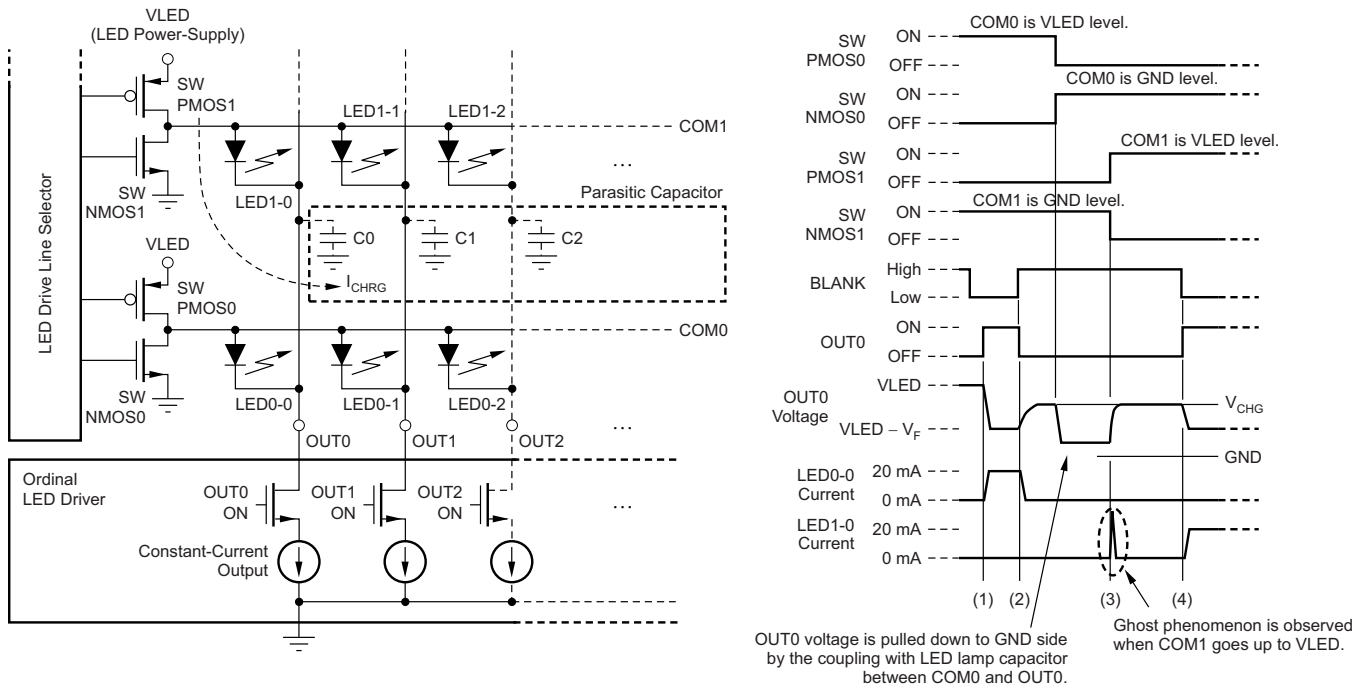 VLED
(LED Power-Supply)
SW
PMOS1
LED1-1
LED1-2
COM1
SW
NMOS1
LED1-0
...
Parasitic Capacitor
VLED
C0
C1
C2
SW
PMOS0
ICHRG
COM0
LED Drive Line Selector
SW
NMOS0
LED0-0
LED0-1
LED0-2
...
OUT0
OUT1
OUT2
Ordinal
LED Driver
OUT0
ON
OUT1
ON
OUT2
ON
...
Constant-Current
Output
COM0 is VLED level.
SW
PMOS0
ON
OFF
COM0 is GND level.
SW
NMOS0
ON
OFF
COM1 is VLED level.
SW
PMOS1
ON
OFF
COM1 is GND level.
SW
NMOS1
ON
OFF
BLANK
High
Low
OUT0
ON
OFF
OUT0
Voltage
VLED
VLED – VF
VCHG
GND
LED0-0
Current
20 mA
0 mA
LED1-0
Current
20 mA
0 mA
(1)
(2)
(3)
(4)
OUT0 voltage is pulled down to GND side
by the coupling with LED lamp capacitor
between COM0 and OUT0.
Ghost phenomenon is observed
when COM1 goes up to VLED.